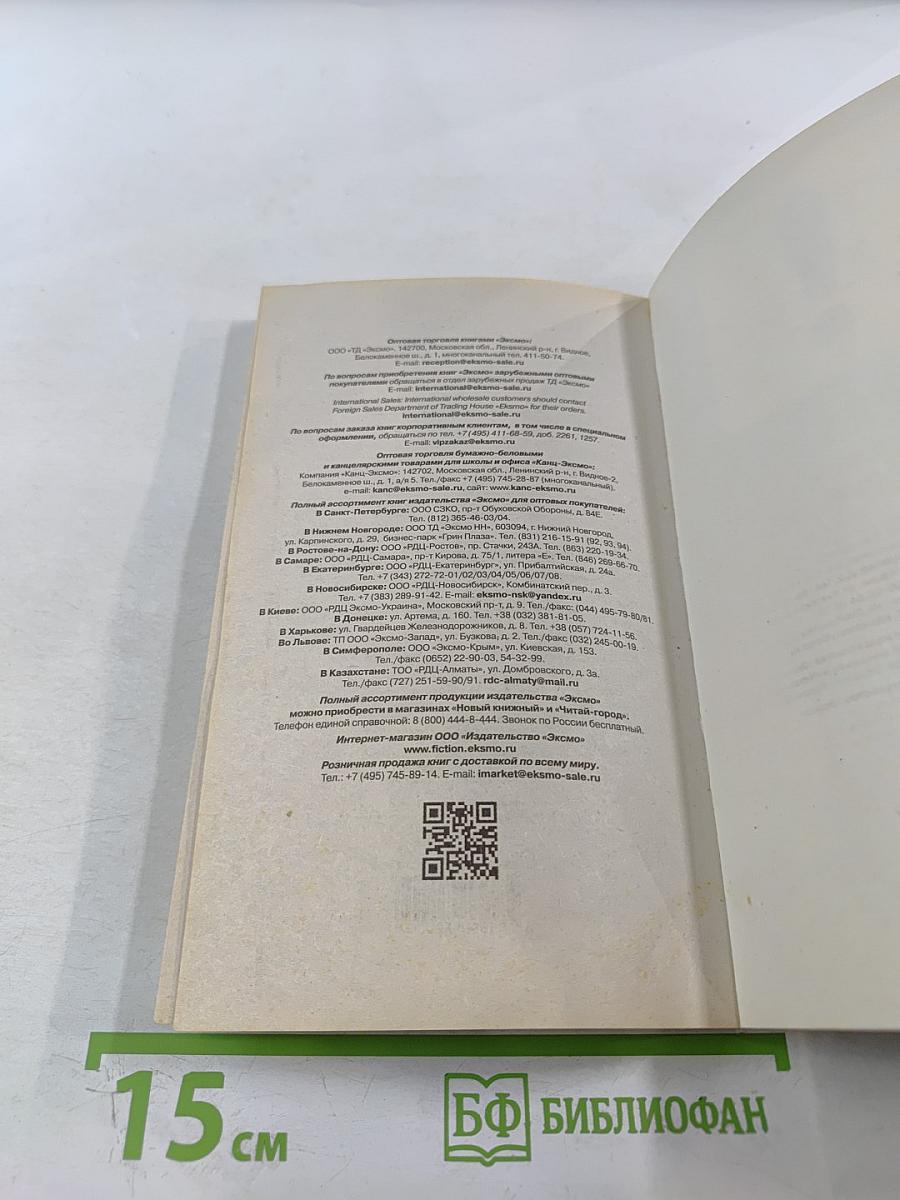 Оптовая торговля книгами «Эксмо»:
ООО «ТД «Эксмо». 142700, Московская обл., Ленинский р-н, г. Видное,
Белокаменное ш., д. 1, многоканальный тел. 411-50-74.
E-mail: reception@eksmo-sale.ru
По вопросам приобретения книг «Эксмо» зарубежными оптовыми
покупателями обращаться в отдел зарубежных продаж ТД «Эксмо»
E-mail: international@eksmo-sale.ru
International Sales: International wholesale customers should contact
Foreign Sales Department of Trading House «Eksmo» for their orders.
international@eksmo-sale.ru
По вопросам заказа книг корпоративным клиентам, в том числе в специальном
оформлении, обращаться по тел. +7 (495) 411-68-59, доб. 2261, 1257.
E-mail: vipzakaz@eksmo.ru
Оптовая торговля бумажно-беловыми
и канцелярскими товарами для школы и офиса «Канц-Эксмо»:
Компания «Канц-Эксмо»: 142702, Московская обл., Ленинский р-н, г. Видное-2,
Белокаменное ш., д. 1, а/я 5. Тел./факс +7 (495) 745-28-87 (многоканальный).
e-mail: kanc@eksmo-sale.ru, сайт: www.kanc-eksmo.ru
Полный ассортимент книг издательства «Эксмо» для оптовых покупателей:
В Санкт-Петербурге: ООО СЗКО, пр-т Обуховской Обороны, д. 84Е.
Тел. (812) 365-46-03/04.
В Нижнем Новгороде: ООО ТД «Эксмо НН», 603094, г. Нижний Новгород,
ул. Карпинского, д. 29, бизнес-парк «Грин Плаза». Тел. (831) 216-15-91 (92, 93, 94).
В Ростове-на-Дону: ООО «РДЦ-Ростов», пр. Стачки, 243А. Тел. (863) 220-19-34.
В Самаре: ООО «РДЦ-Самара», пр-т Кирова, д. 75/1, литера «Е». Тел. (846) 269-66-70.
В Екатеринбурге: ООО «РДЦ-Екатеринбург», ул. Прибалтийская, д. 24а.
Тел. +7 (343) 272-72-01/02/03/04/05/06/07/08.
В Новосибирске: ООО «РДЦ-Новосибирск», Комбинатский пер., д. 3.
Тел. +7 (383) 289-91-42. E-mail: eksmo-nsk@yandex.ru
В Киеве: ООО «РДЦ Эксмо-Украина», Московский пр-т, д. 9. Тел./факс: (044) 495-79-80/81.
В Донецке: ул. Артема, д. 160. Тел. +38 (032) 381-81-05.
В Харькове: ул. Гвардейцев Железнодорожников, д. 8. Тел. +38 (057) 724-11-56.
Во Львове: ТП ООО «Эксмо-Запад», ул. Бузкова, д. 2. Тел./факс (032) 245-00-19.
В Симферополе: ООО «Эксмо-Крым», ул. Киевская, д. 153.
Тел./факс (0652) 22-90-03, 54-32-99.
В Казахстане: ТОО «РДЦ-Алматы», ул. Домбровского, д. 3а.
Тел./факс (727) 251-59-90/91. rdc-almaty@mail.ru
Полный ассортимент продукции издательства «Эксмо»
можно приобрести в магазинах «Новый книжный» и «Читай-город».
Телефон единой справочной: 8 (800) 444-8-444. Звонок по России бесплатный.
Интернет-магазин ООО «Издательство «Эксмо»
www.fiction.eksmo.ru
Розничная продажа книг с доставкой по всему миру.
Тел.: +7 (495) 745-89-14. E-mail: imarket@eksmo-sale.ru
15 см
БФ БИБЛИОФАН